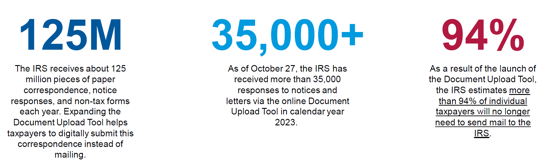 125M
The IRS receives about 125
million pieces of paper
correspondence, notice
responses, and non-tax forms
each year. Expanding the
Document Upload Tool helps
taxpayers to digitally submit this
correspondence instead of
mailing.
35,000+
As of October 27, the IRS has
received more than 35,000
responses to notices and
letters via the online Document
Upload Tool in calendar year
2023.
94%
As a result of the launch of
the Document Upload Tool,
the IRS estimates more
than 94% of individual
taxpayers will no longer
need to send mail to the
IRS.